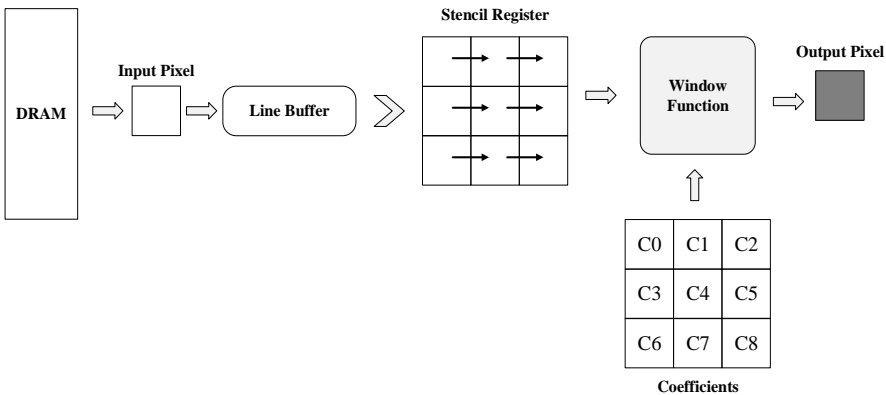 Stencil Register
Output Pixel
Input Pixel
DRAM
Line Buffer
Window
Function
C0 C1 C2
C3 C4 C5
C6 C7 C8
Coefficients